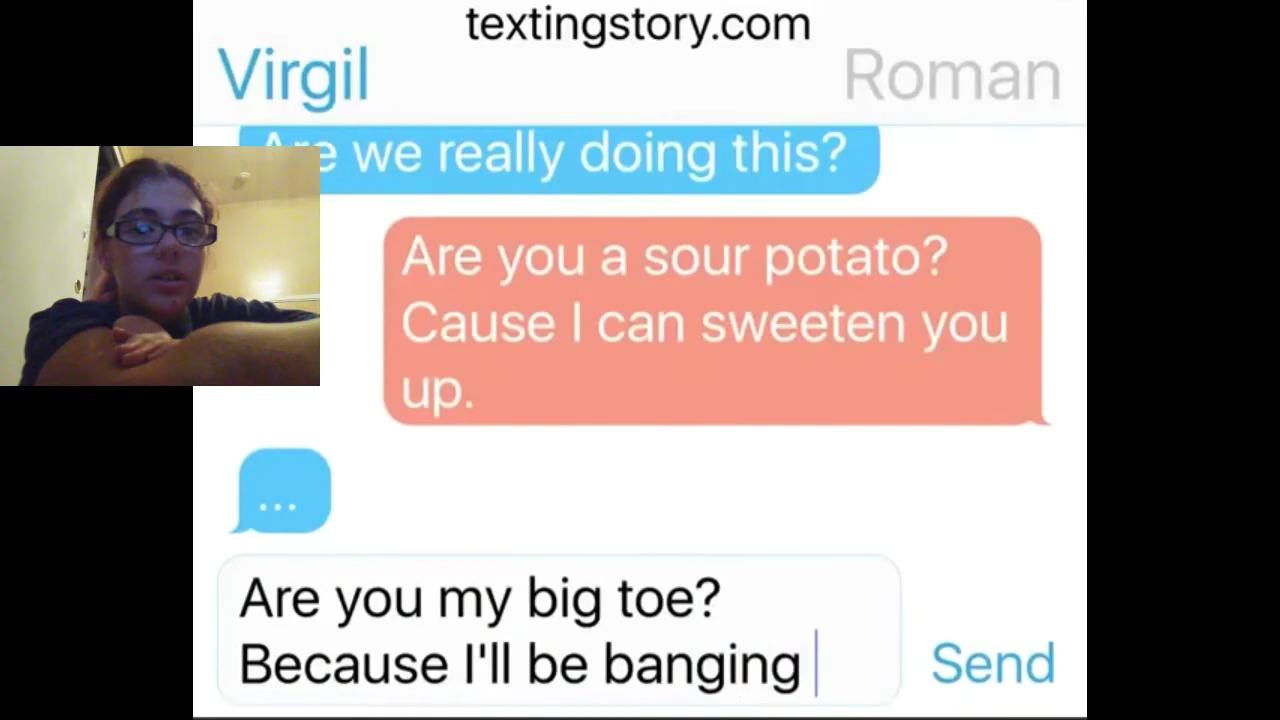 textingstory.com
Virgil
Roman
Are we really doing this?
Are you a sour potato?
Cause I can sweeten you
up.
...
Are you my big toe?
Because I'll be banging
Send